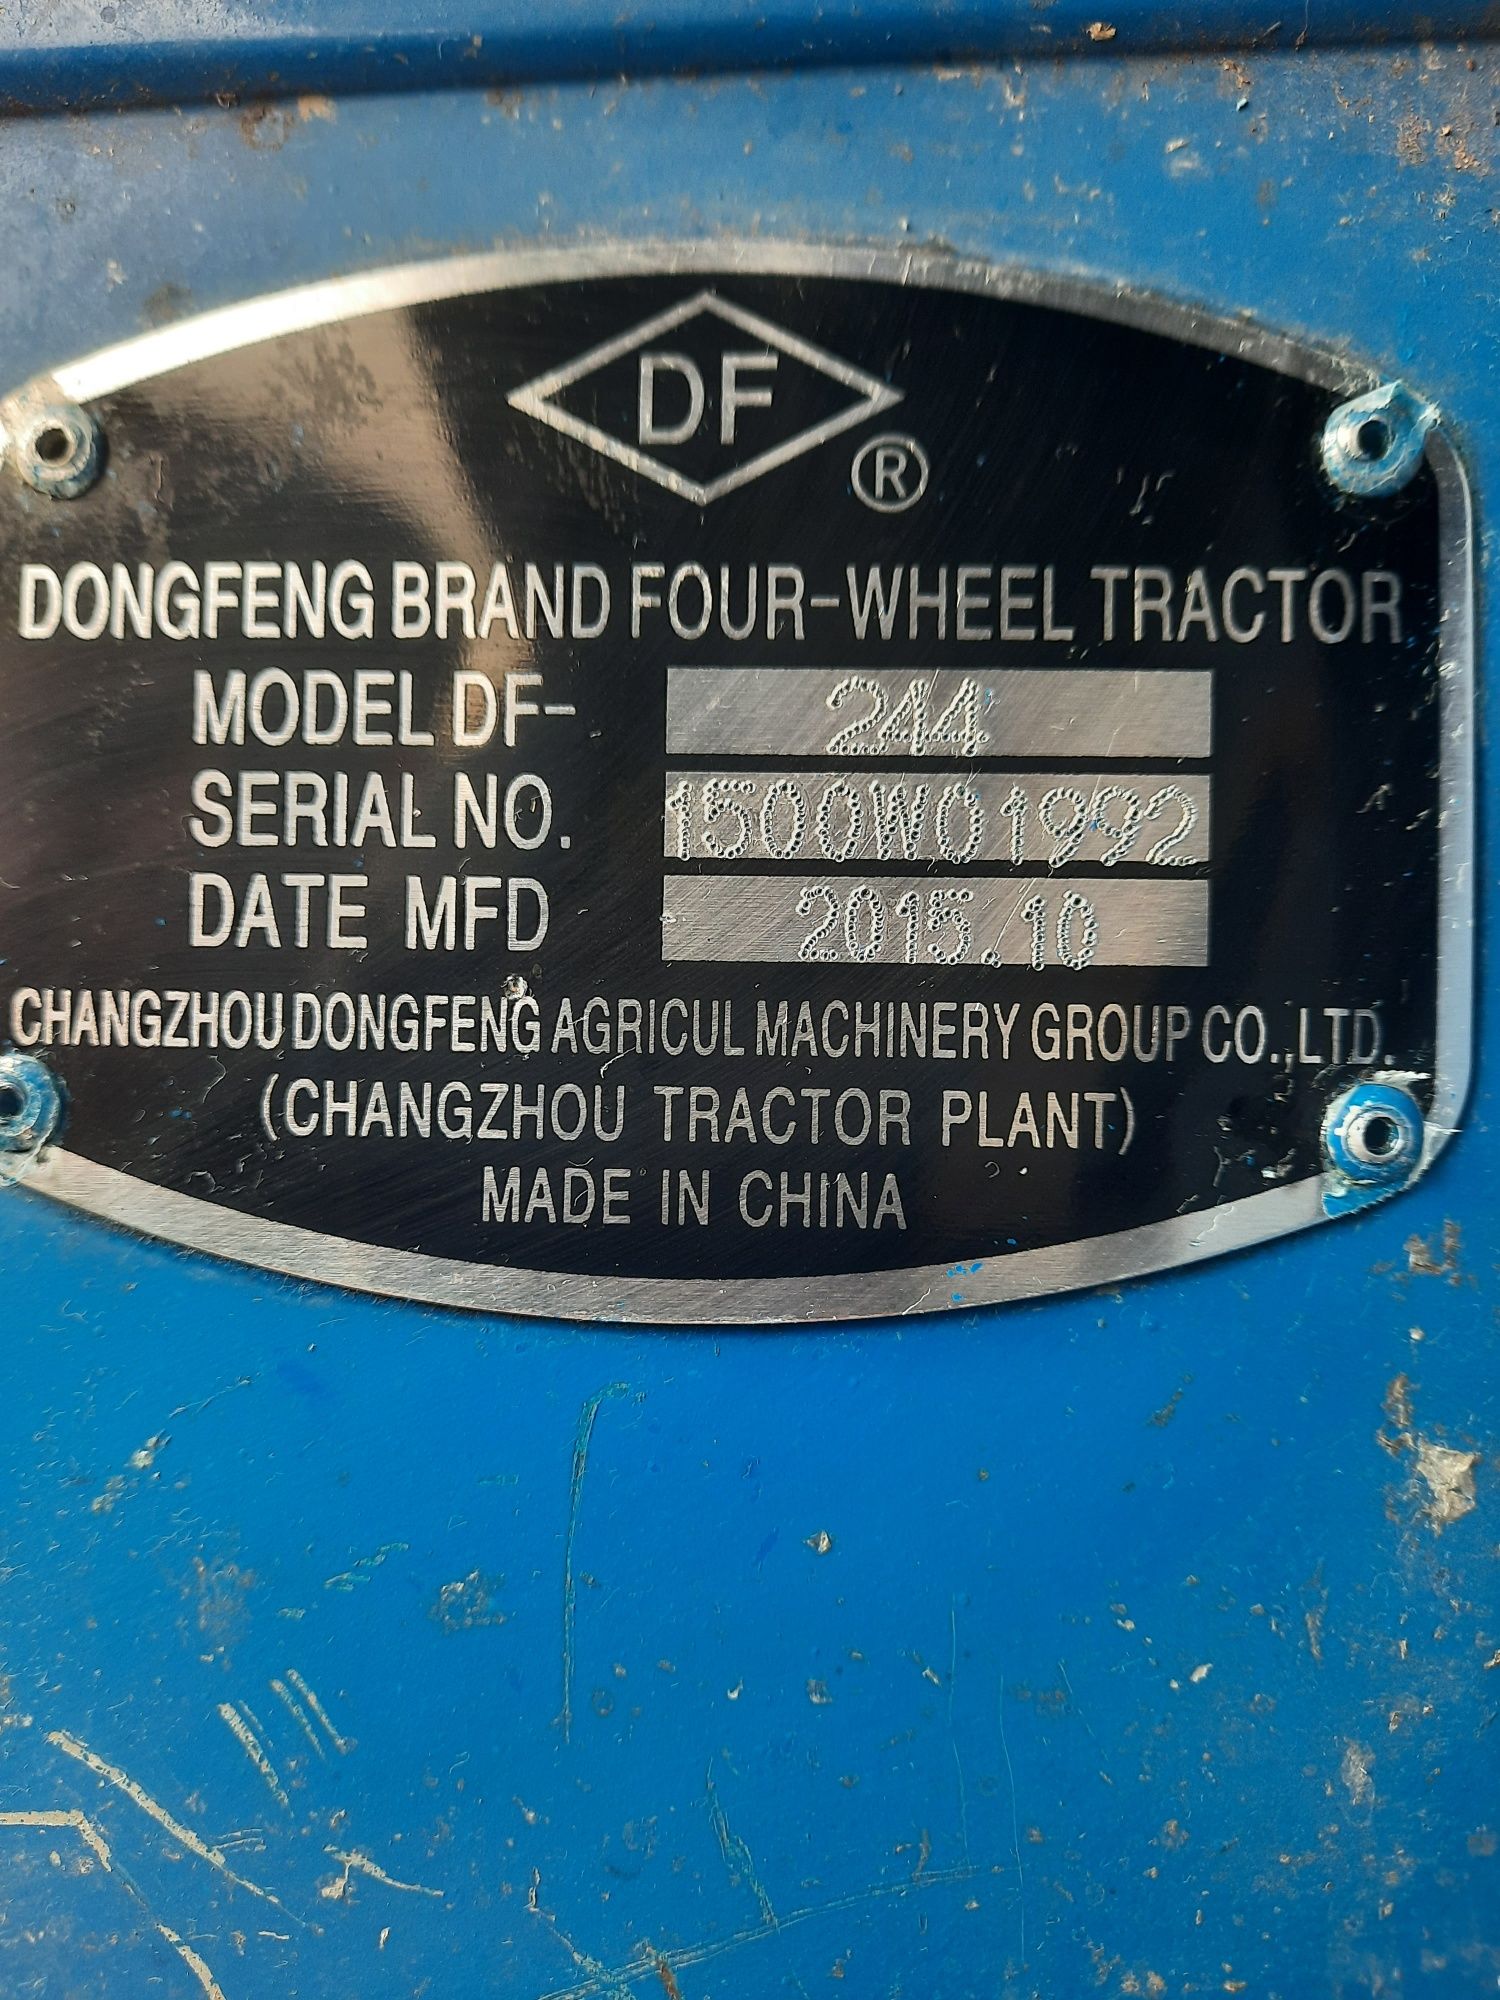 DF
®
DONGFENG BRAND FOUR-WHEEL TRACTOR
MODEL DF- 244
SERIAL NO. 1500W01992
DATE MFD 2015.10
CHANGZHOU DONGFENG AGRICUL MACHINERY GROUP CO.,LTD.
(CHANGZHOU TRACTOR PLANT)
MADE IN CHINA